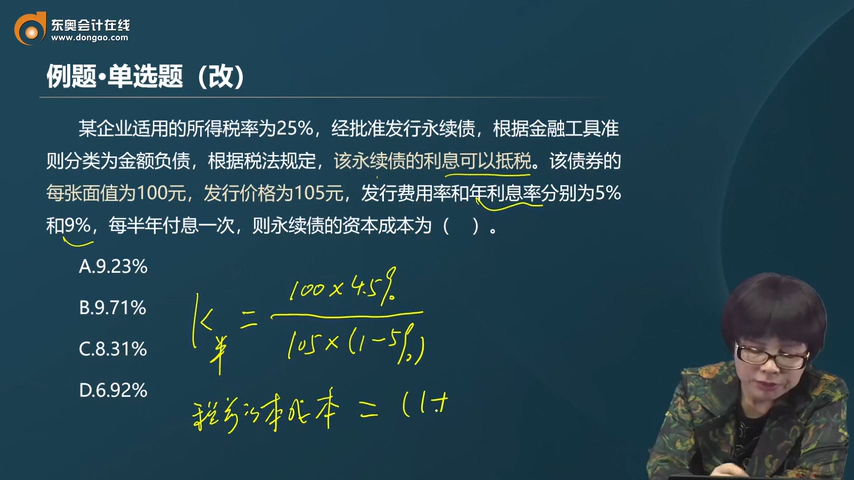 东奥会计在线
www.dongao.com
例题•单选题（改）
某企业适用的所得税率为25%，经批准发行永续债，根据金融工具准
则分类为金额负债，根据税法规定，该永续债的利息可以抵税。该债券的
每张面值为100元，发行价格为105元，发行费用率和年利息率分别为5%
和9%，每半年付息一次，则永续债的资本成本为（ ）。
A.9.23%
B.9.71%
C.8.31%
D.6.92%
K半 = 100×4.5% / 105×(1-5%)
税前资本成本 = (1+